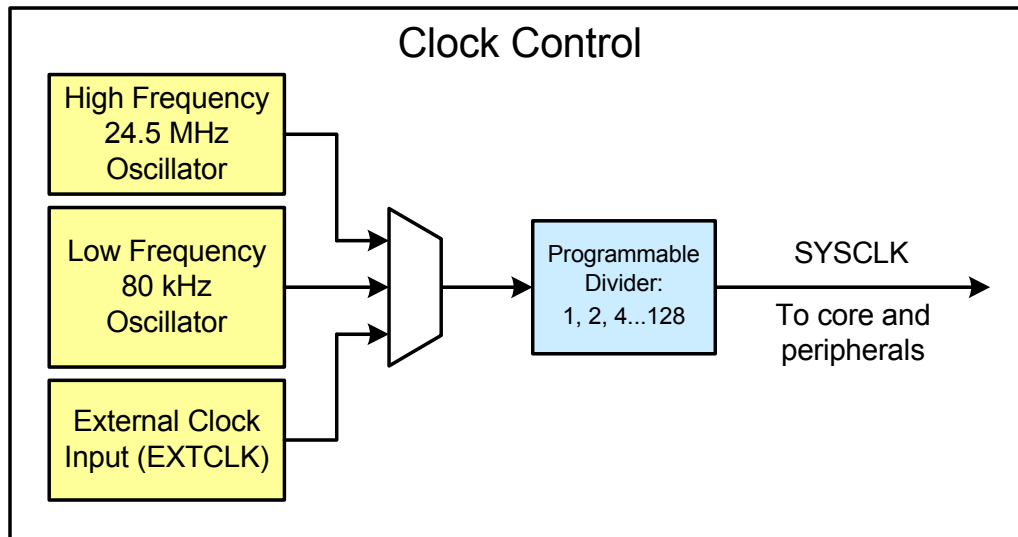 Clock Control
High Frequency
24.5 MHz
Oscillator
Low Frequency
80 kHz
Oscillator
External Clock
Input (EXTCLK)
Programmable
Divider:
1, 2, 4...128
SYSCLK
To core and
peripherals